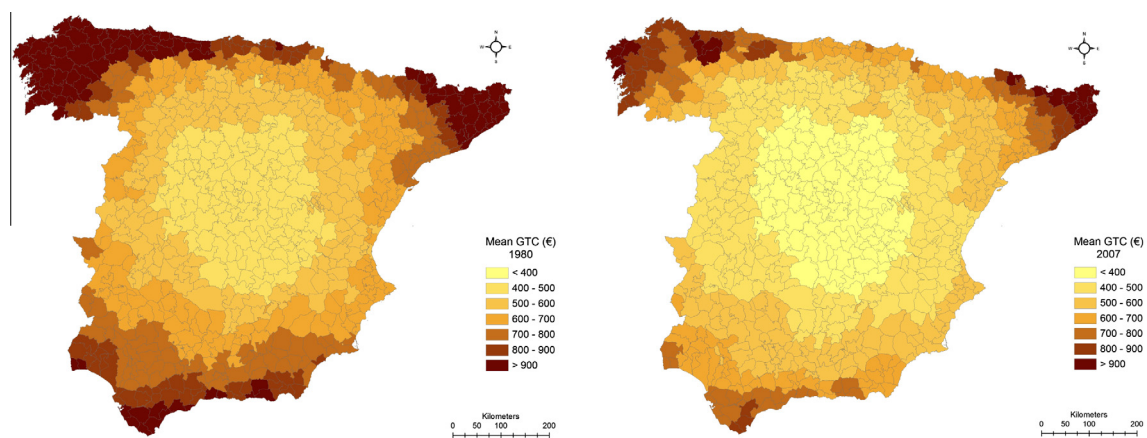 N
W E
S
Mean GTC (€)
1980
< 400
400 - 500
500 - 600
600 - 700
700 - 800
800 - 900
> 900
Kilometers
0 50 100 200
N
W E
S
Mean GTC (€)
2007
< 400
400 - 500
500 - 600
600 - 700
700 - 800
800 - 900
> 900
Kilometers
0 50 100 200